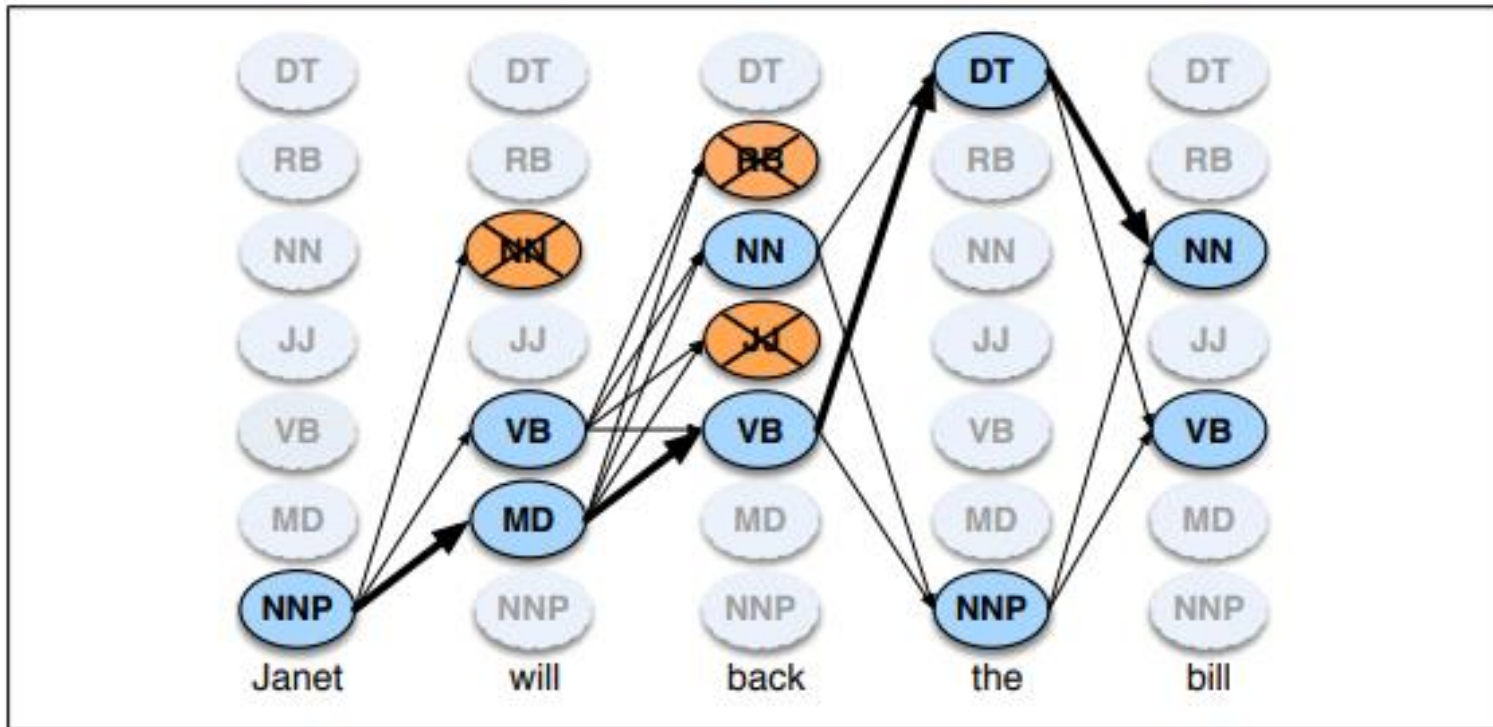 DT DT DT DT DT
RB RB RB RB RB
NN NN NN NN NN
JJ JJ JJ JJ JJ
VB VB VB VB VB
MD MD MD MD MD
NNP NNP NNP NNP NNP
Janet will back the bill